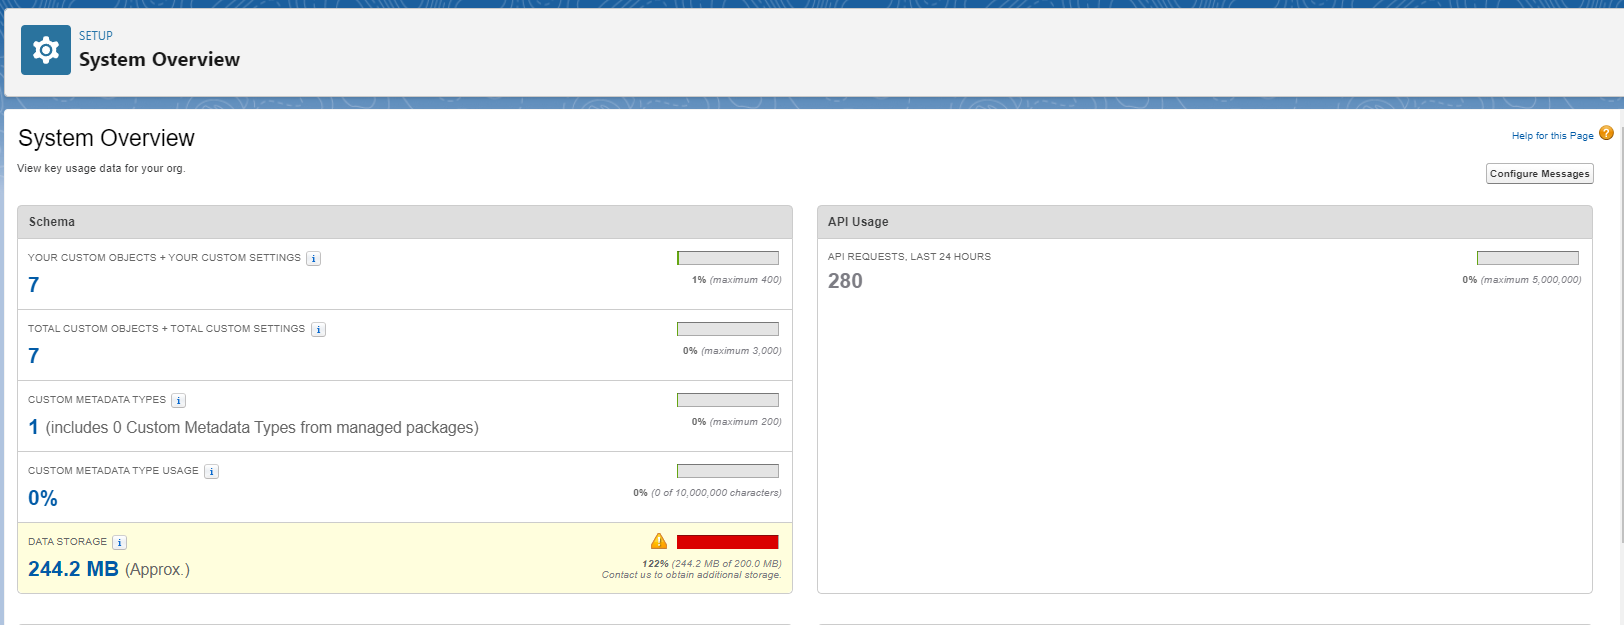 SETUP
System Overview
System Overview
Help for this Page ?
View key usage data for your org.
Configure Messages
Schema
YOUR CUSTOM OBJECTS + YOUR CUSTOM SETTINGS i
7
1% (maximum 400)
TOTAL CUSTOM OBJECTS + TOTAL CUSTOM SETTINGS i
7
0% (maximum 3,000)
CUSTOM METADATA TYPES i
1 (includes 0 Custom Metadata Types from managed packages)
0% (maximum 200)
CUSTOM METADATA TYPE USAGE i
0%
0% (0 of 10,000,000 characters)
DATA STORAGE i
244.2 MB (Approx.)
122% (244.2 MB of 200.0 MB)
Contact us to obtain additional storage.
API Usage
API REQUESTS, LAST 24 HOURS
280
0% (maximum 5,000,000)